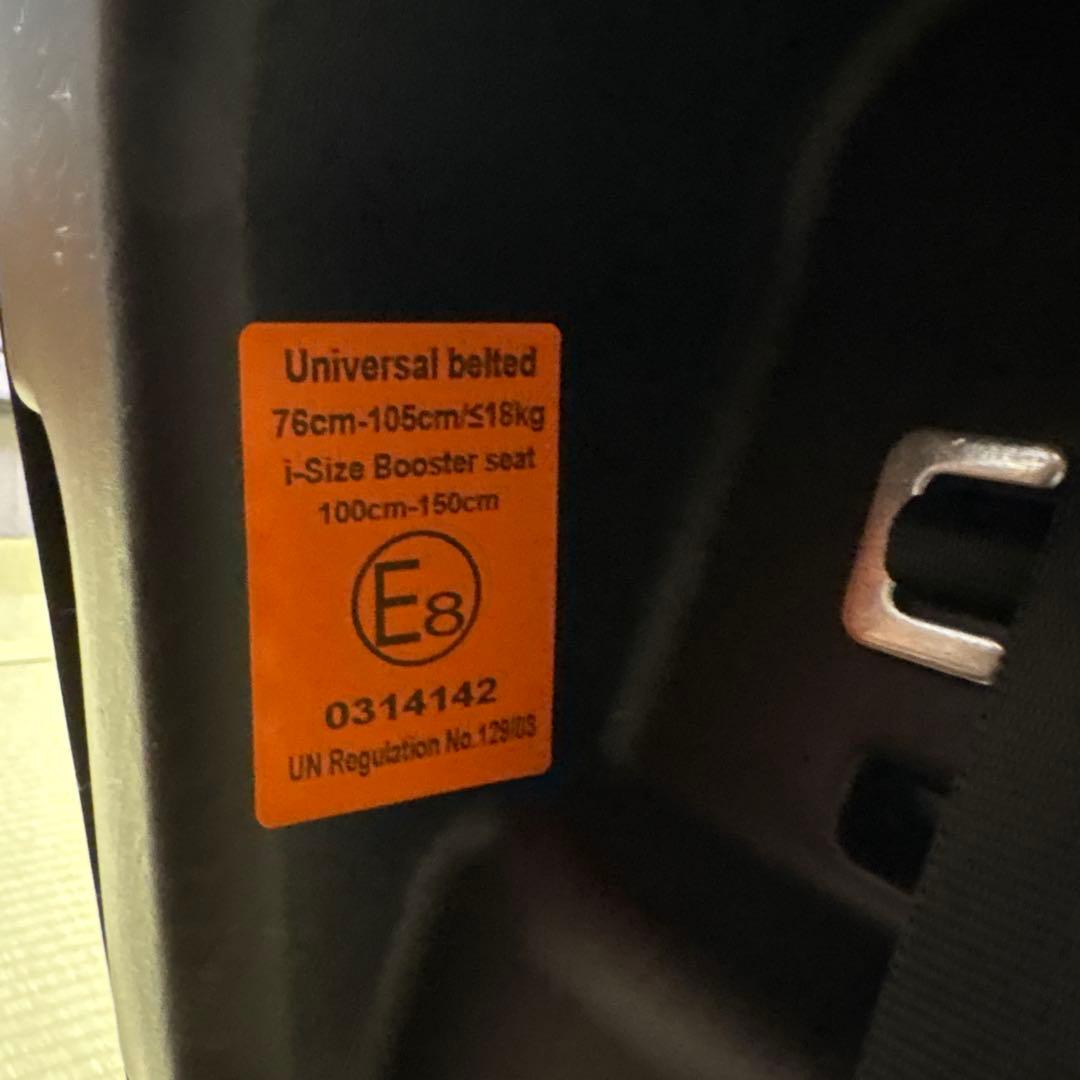 Universal belted
76cm-105cm/≤18kg
i-Size Booster seat
100cm-150cm
E8
0314142
UN Regulation No.129/03